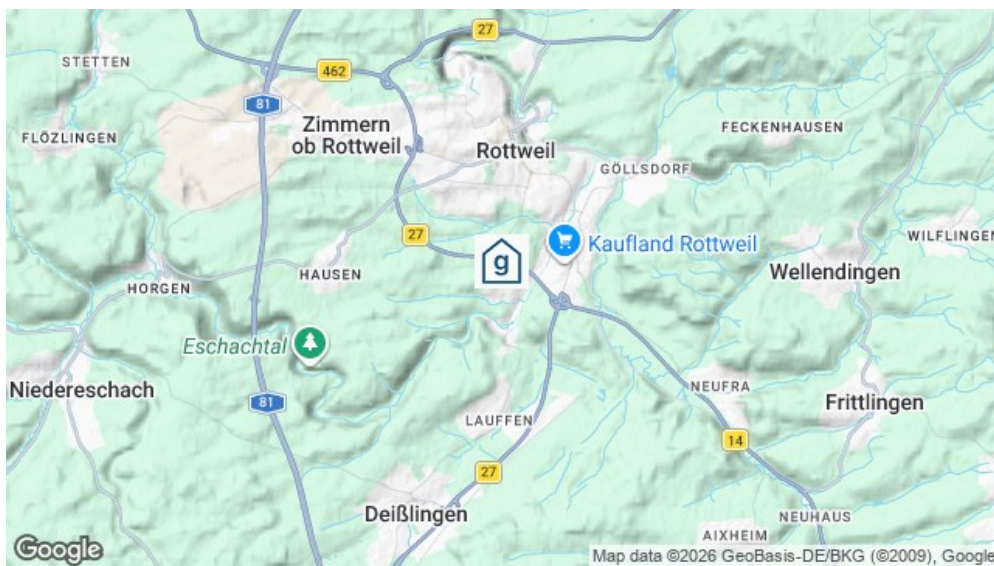 27
STETTEN
462
81
Zimmern
ob Rottweil
FLÖZLINGEN
FECKENHAUSEN
Rottweil
GÖLLSDORF
27
Kaufland Rottweil
WILFLINGEN
g
HAUSEN
Wellendingen
HORGEN
Eschachtal
Niedereschach
NEUFRA
81
Frittlingen
LAUFFEN
14
27
Deißlingen
NEUHAUS
AIXHEIM
Google
Map data ©2026 GeoBasis-DE/BKG (©2009), Google